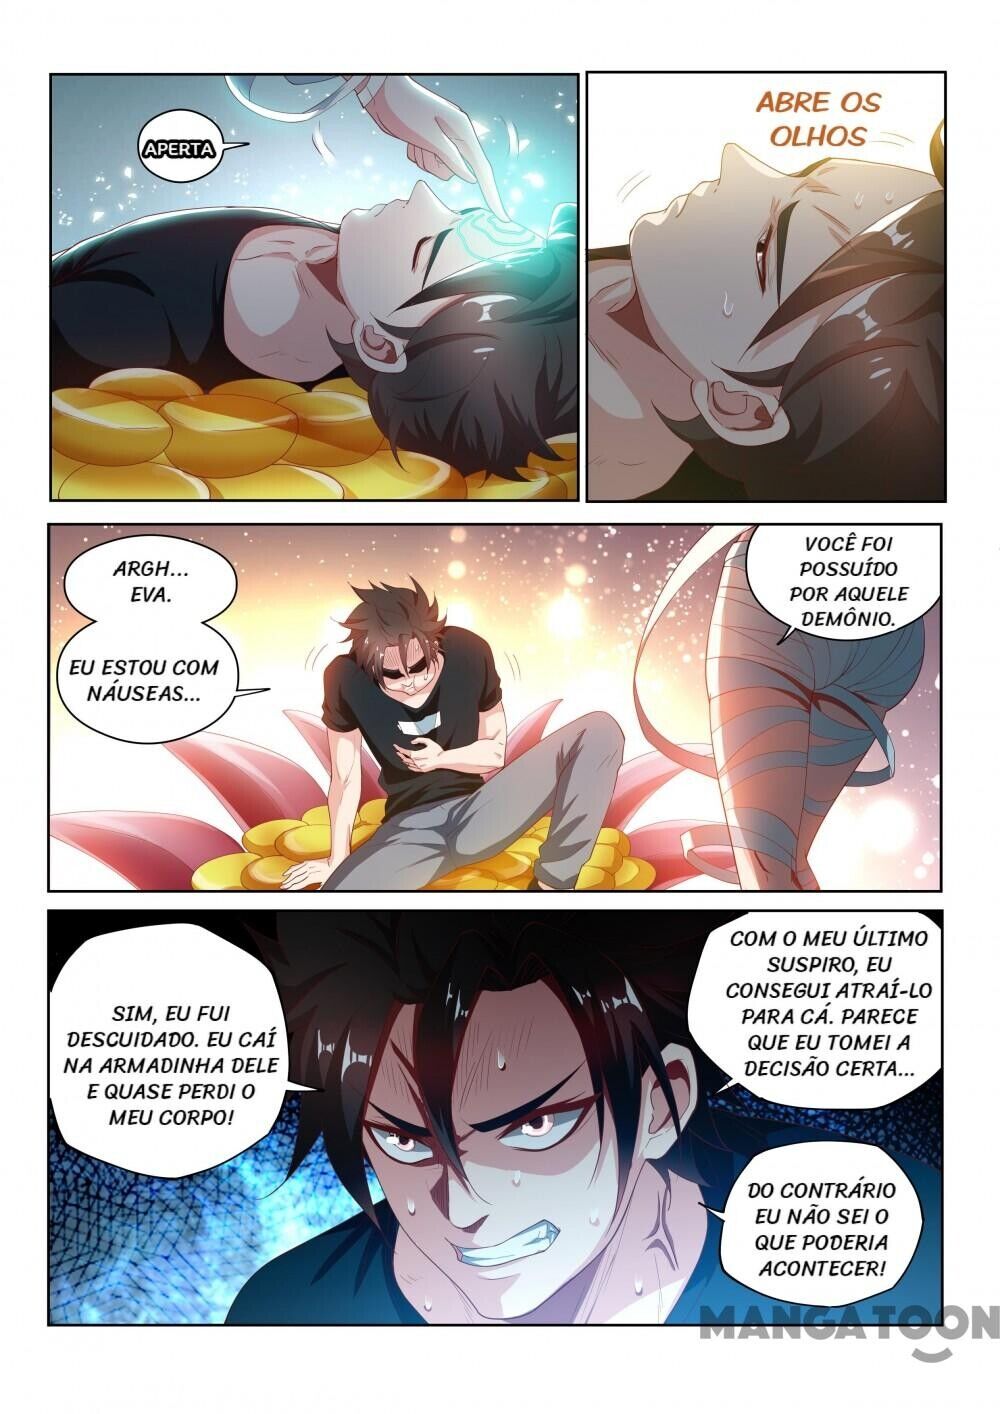 APERTA
ABRE OS
OLHOS
ARGH...
EVA.
EU ESTOU COM
NÁUSEAS...
VOCÊ FOI
POSSUÍDO
POR AQUELE
DEMÔNIO.
SIM, EU FUI
DESCUIDADO. EU CAÍ
NA ARMADINHA DELE
E QUASE PERDI O
MEU CORPO!
COM O MEU ÚLTIMO
SUSPIRO, EU
CONSEGUI ATRAÍ-LO
PARA CÁ. PARECE
QUE EU TOMEI A
DECISÃO CERTA...
DO CONTRÁRIO
EU NÃO SEI O
QUE PODERIA
ACONTECER!
MANGATOON